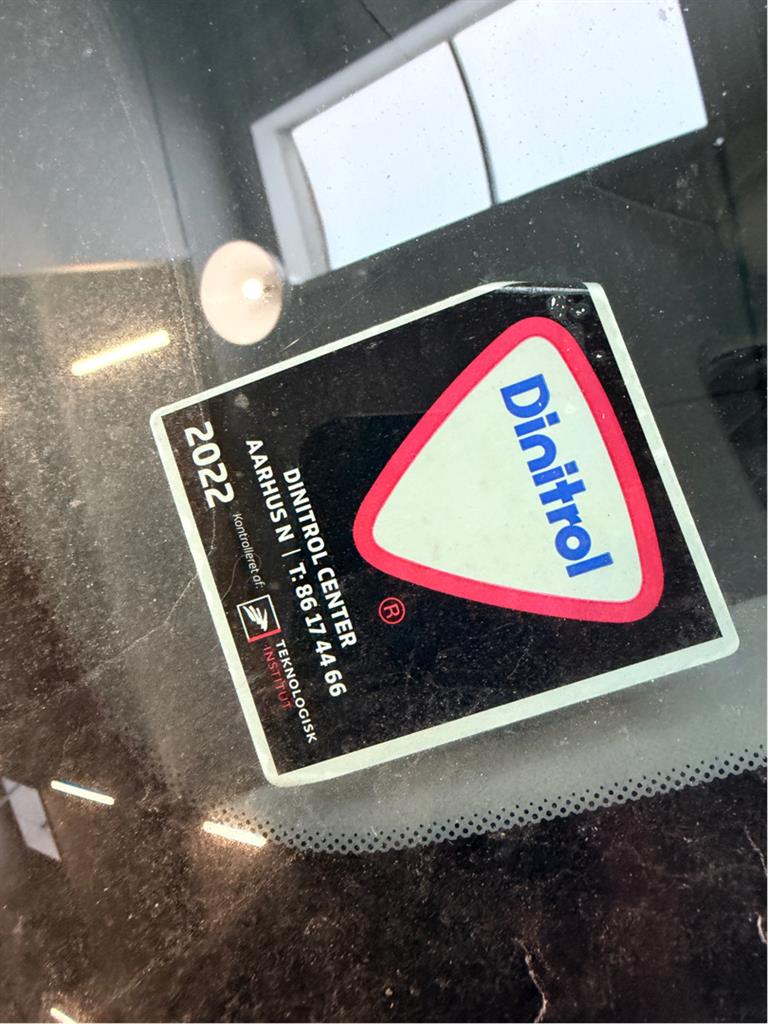 Dinitrol
®
DINITROL CENTER
AARHUS N | T: 86 17 44 66
Kontrolleret af:
TEKNOLOGISK
INSTITUT
2022